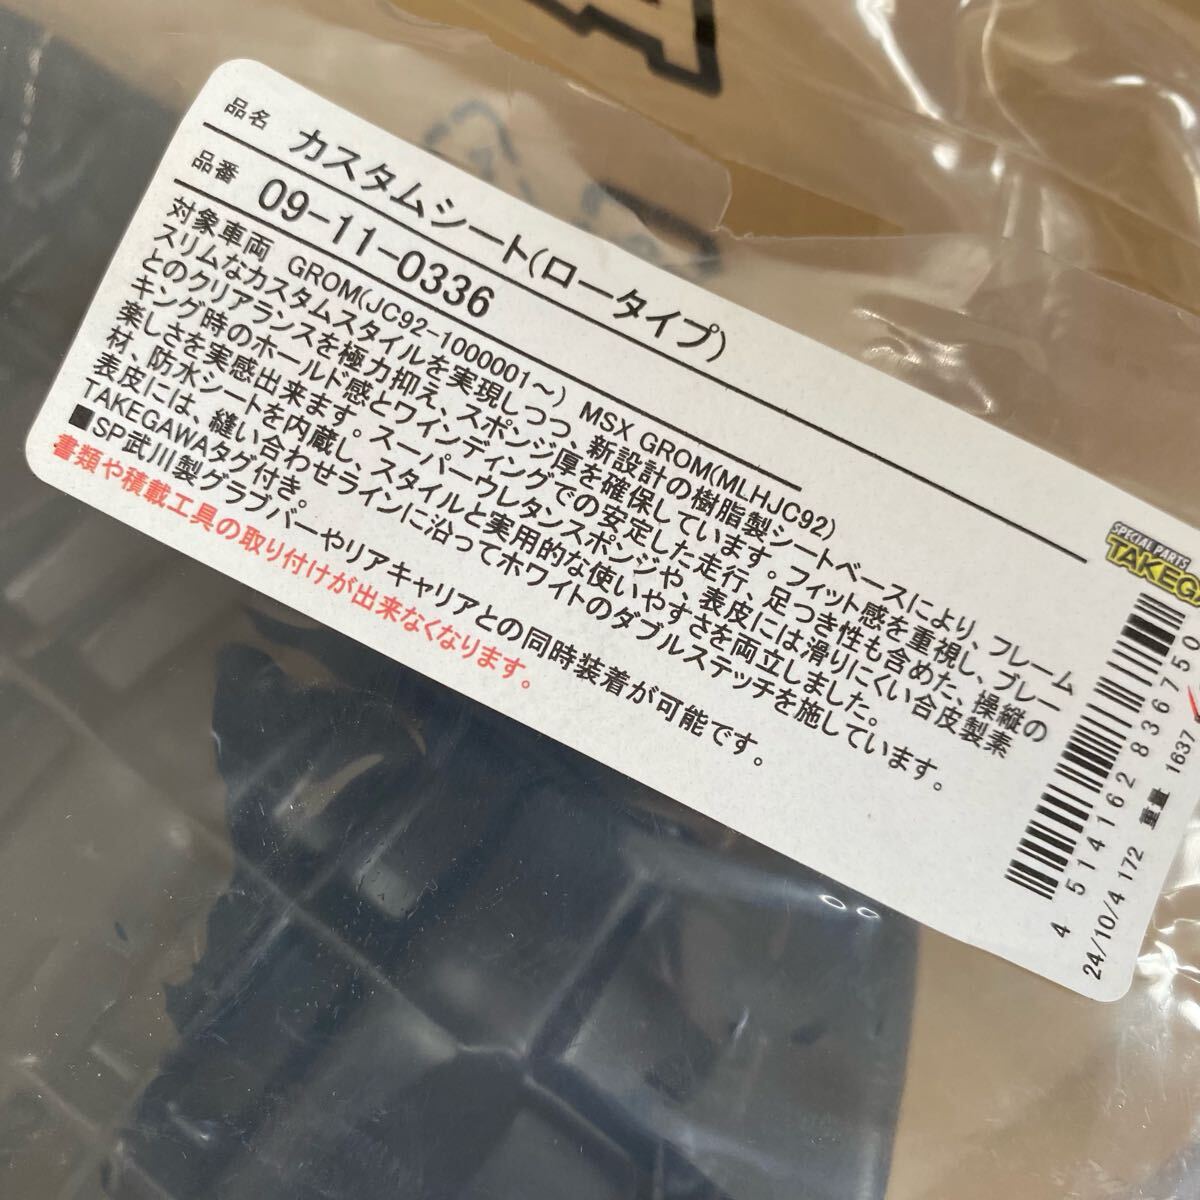 品名 カスタムシート(ロータイプ)
品番 09-11-0336
対象車両 GROM(JC92-1000001～) MSX GROM(MLHJC92)
スリムなカスタムスタイルを実現しつつ、新設計の樹脂製シートベースにより、フレーム
とのクリアランスを極力抑え、スポンジ厚を確保しています。フィット感を重視し、ブレー
キング時のホールド感とワインディングでの安定した走行、足つき性も含めた、操縦の
楽しさを実感出来ます。スーパーウレタンスポンジや、表皮には滑りにくい合皮製素
材、防水シートを内蔵し、スタイルと実用的な使いやすさを両立しました。
表皮には、縫い合わせラインに沿ってホワイトのダブルステッチを施しています。
TAKEGAWAタグ付き。
■SP武川製グラブバーやリアキャリアとの同時装着が可能です。
書類や積載工具の取り付けが出来なくなります。
SPECIAL PARTS
TAKEGA
4 514162 836750
24/10/4 172 重量 1637